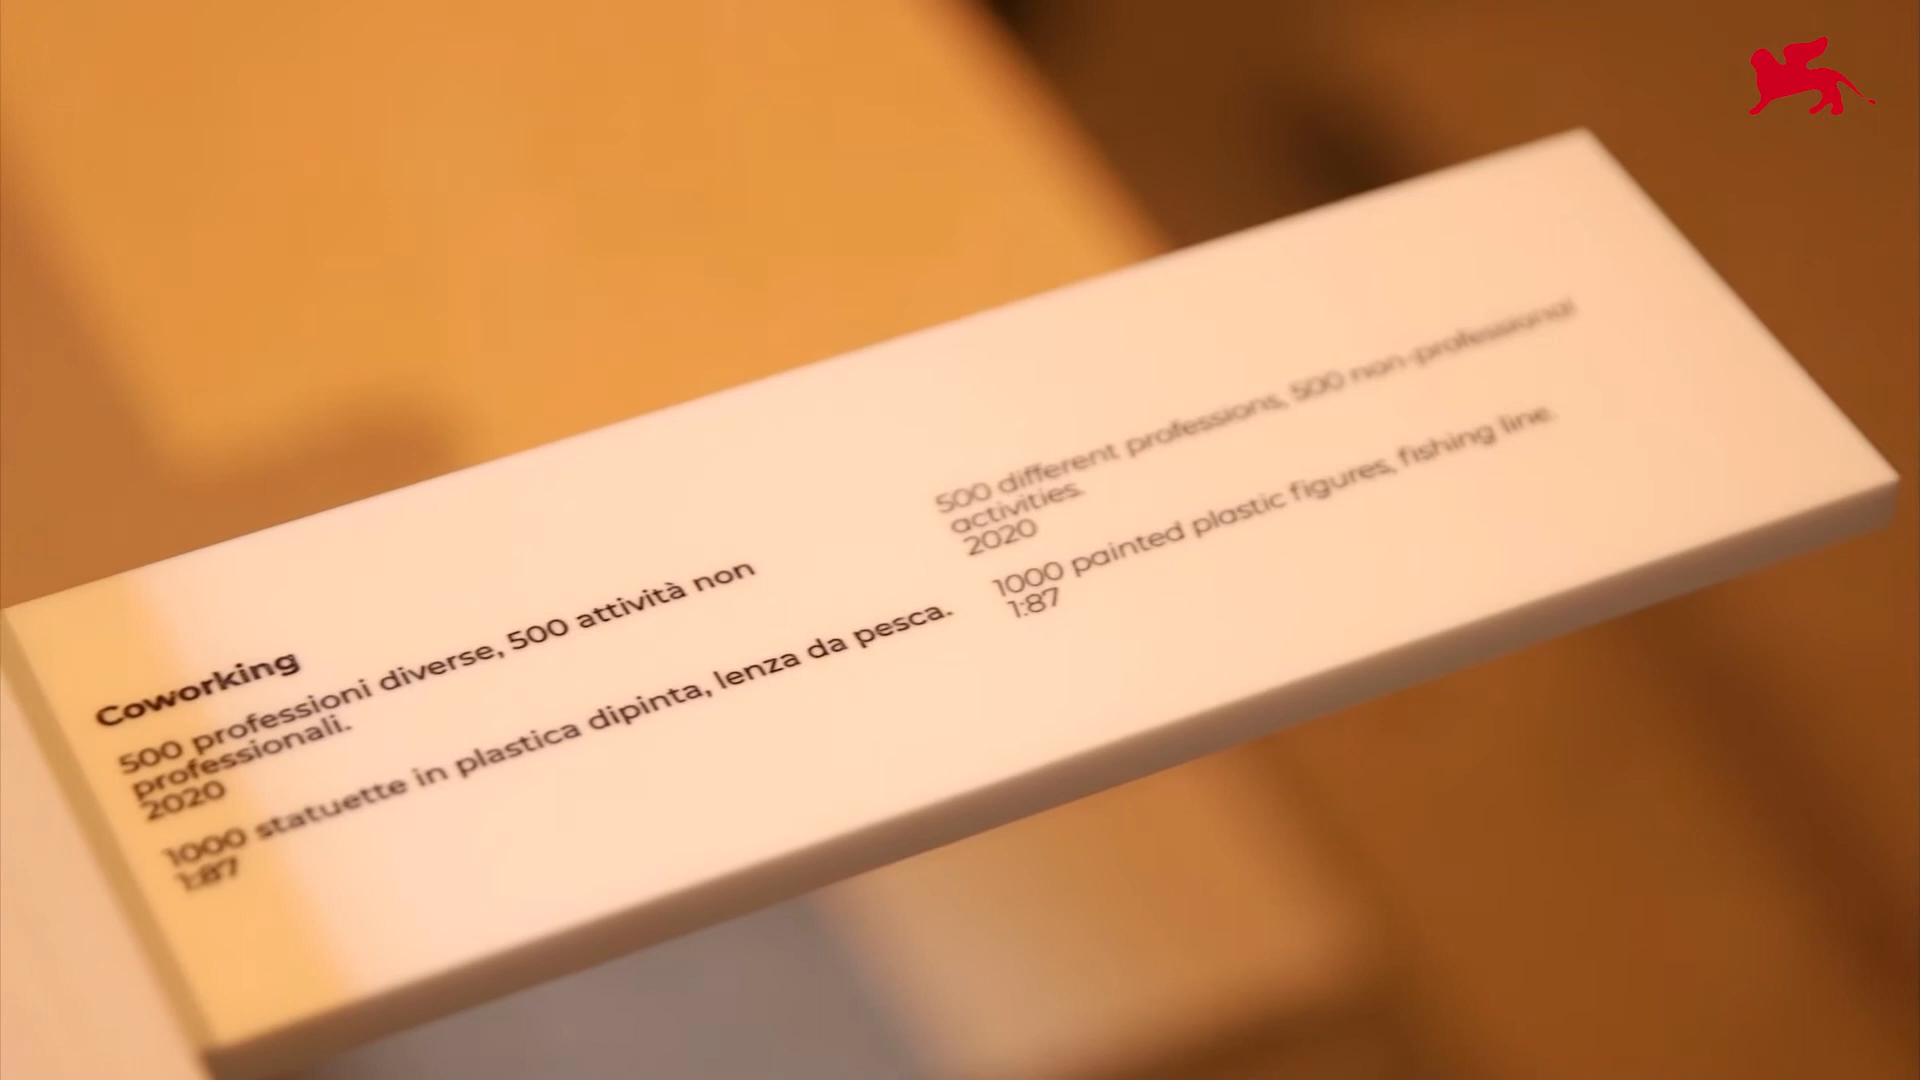 Coworking
500 professioni diverse, 500 attività non
professionali.
2020
1000 statuette in plastica dipinta, lenza da pesca.
1:87
500 different professions, 500 non-professional
activities.
2020
1000 painted plastic figures, fishing line.
1:87